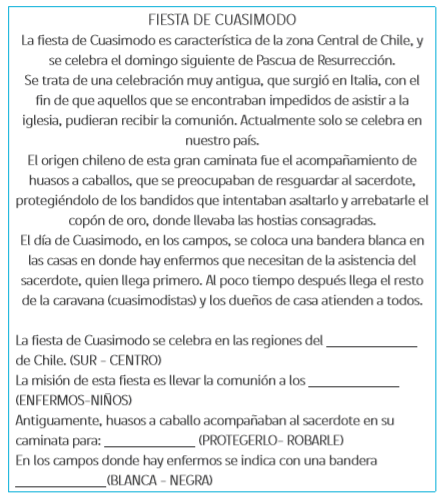 FIESTA DE CUASIMODO
La fiesta de Cuasimodo es característica de la zona Central de Chile, y
se celebra el domingo siguiente de Pascua de Resurrección.
Se trata de una celebración muy antigua, que surgió en Italia, con el
fin de que aquellos que se encontraban impedidos de asistir a la
iglesia, pudieran recibir la comunión. Actualmente solo se celebra en
nuestro país.
El origen chileno de esta gran caminata fue el acompañamiento de
huasos a caballos, que se preocupaban de resguardar al sacerdote,
protegiéndolo de los bandidos que intentaban asaltarlo y arrebatarle el
copón de oro, donde llevaba las hostias consagradas.
El día de Cuasimodo, en los campos, se coloca una bandera blanca en
las casas en donde hay enfermos que necesitan de la asistencia del
sacerdote, quien llega primero. Al poco tiempo después llega el resto
de la caravana (cuasimodistas) y los dueños de casa atienden a todos.
La fiesta de Cuasimodo se celebra en las regiones del ______________
de Chile. (SUR - CENTRO)
La misión de esta fiesta es llevar la comunión a los ______________
(ENFERMOS-NIÑOS)
Antiguamente, huasos a caballo acompañaban al sacerdote en su
caminata para: ______________ (PROTEGERLO- ROBARLE)
En los campos donde hay enfermos se indica con una bandera
______________(BLANCA - NEGRA)